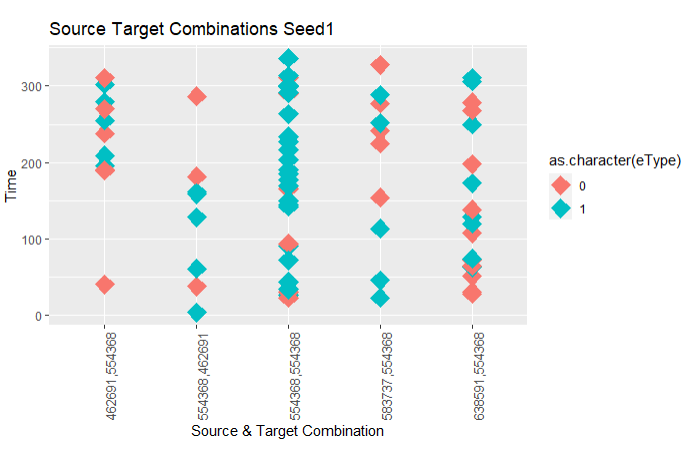 Source Target Combinations Seed1
300
200
100
0
Time
462691,554368
554368,462691
554368,554368
583737,554368
638591,554368
Source & Target Combination
as.character(eType)
0
1